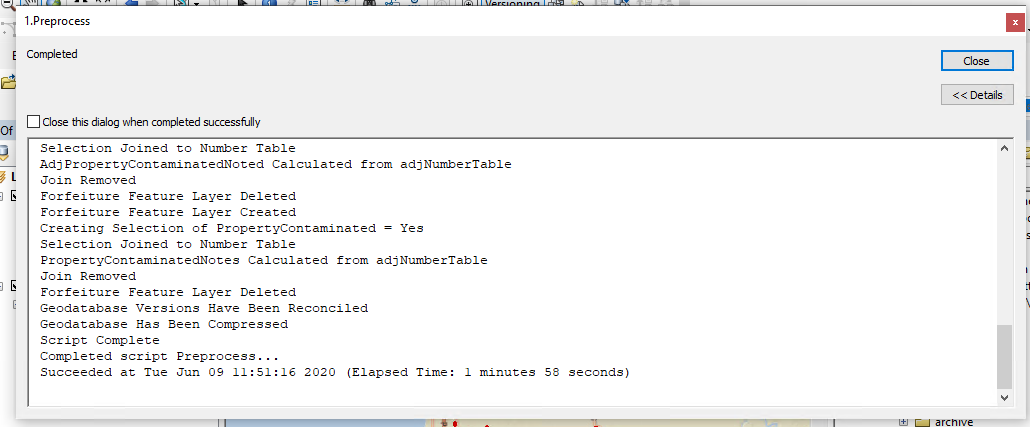 Versioning
1.Preprocess
x
Completed
Close
<< Details
Close this dialog when completed successfully
Of
Selection Joined to Number Table
AdjPropertyContaminatedNoted Calculated from adjNumberTable
Join Removed
Forfeiture Feature Layer Deleted
Forfeiture Feature Layer Created
Creating Selection of PropertyContaminated = Yes
Selection Joined to Number Table
PropertyContaminatedNotes Calculated from adjNumberTable
Join Removed
Forfeiture Feature Layer Deleted
Geodatabase Versions Have Been Reconciled
Geodatabase Has Been Compressed
Script Complete
Completed script Preprocess...
Succeeded at Tue Jun 09 11:51:16 2020 (Elapsed Time: 1 minutes 58 seconds)
archive